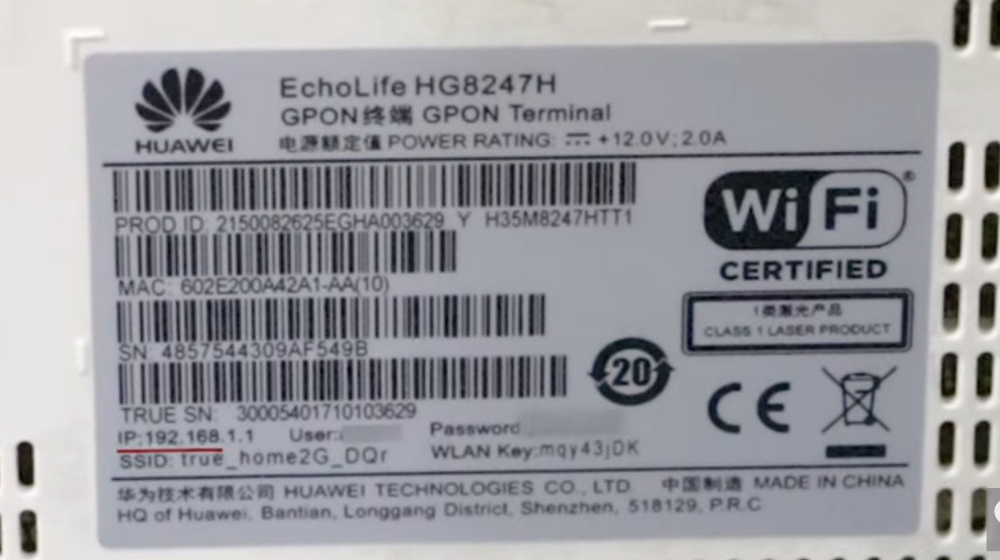 HUAWEI
EchoLife HG8247H
GPON终端 GPON Terminal
电源额定值 POWER RATING: ⎓ +12.0V; 2.0A
PROD ID: 2150082625EGHA003629 Y H35M8247HTT1
MAC: 602E200A42A1-AA(10)
SN: 4857544309AF549B
TRUE SN: 30005401710103629
IP:192.168.1.1 User: Password
SSID: true_home2G_DQr WLAN Key:mqy43jDK
WiFi®
CERTIFIED
1类激光产品
CLASS 1 LASER PRODUCT
20
CE
华为技术有限公司 HUAWEI TECHNOLOGIES CO., LTD. 中国制造 MADE IN CHINA
HQ of Huawei, Bantian, Longgang District, Shenzhen, 518129, P.R.C